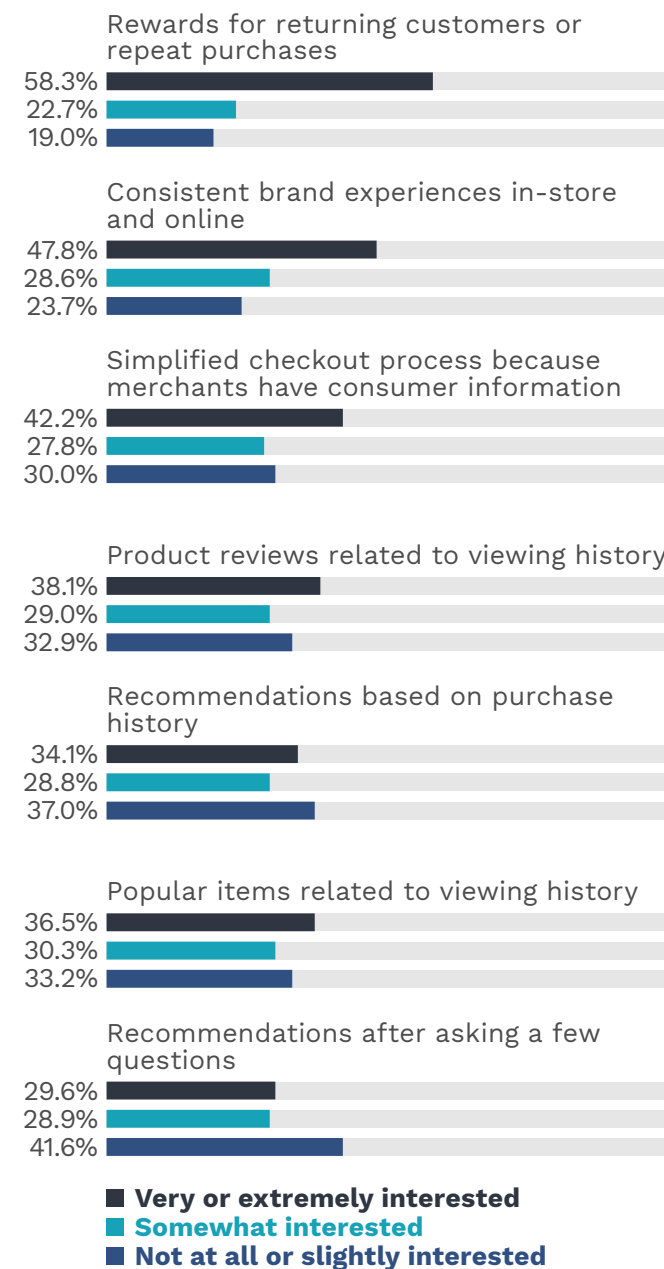 Rewards for returning customers or
repeat purchases
58.3%
22.7%
19.0%
Consistent brand experiences in-store
and online
47.8%
28.6%
23.7%
Simplified checkout process because
merchants have consumer information
42.2%
27.8%
30.0%
Product reviews related to viewing history
38.1%
29.0%
32.9%
Recommendations based on purchase
history
34.1%
28.8%
37.0%
Popular items related to viewing history
36.5%
30.3%
33.2%
Recommendations after asking a few
questions
29.6%
28.9%
41.6%
Very or extremely interested
Somewhat interested
Not at all or slightly interested